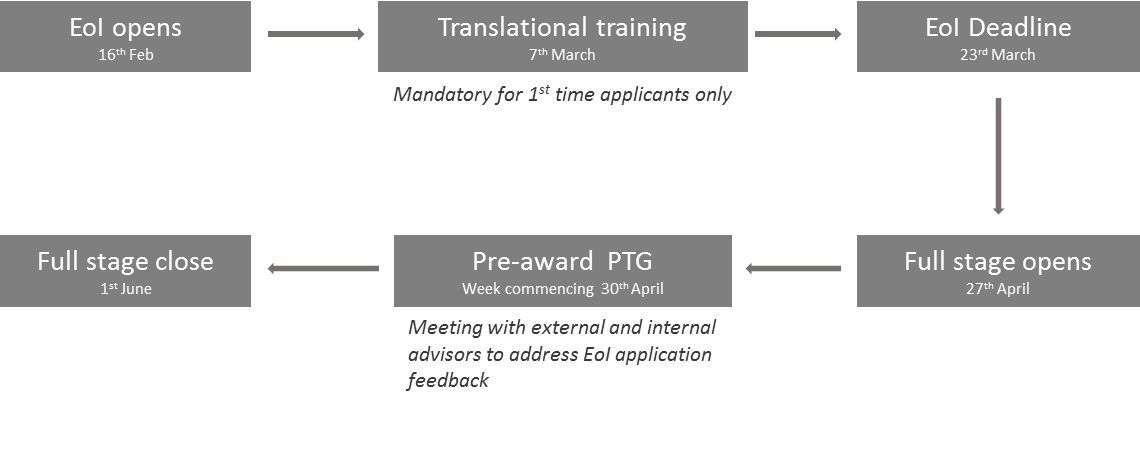 EoI opens
16th Feb
Translational training
7th March
Mandatory for 1st time applicants only
EoI Deadline
23rd March
Full stage opens
27th April
Pre-award PTG
Week commencing 30th April
Meeting with external and internal
advisors to address EoI application
feedback
Full stage close
1st June